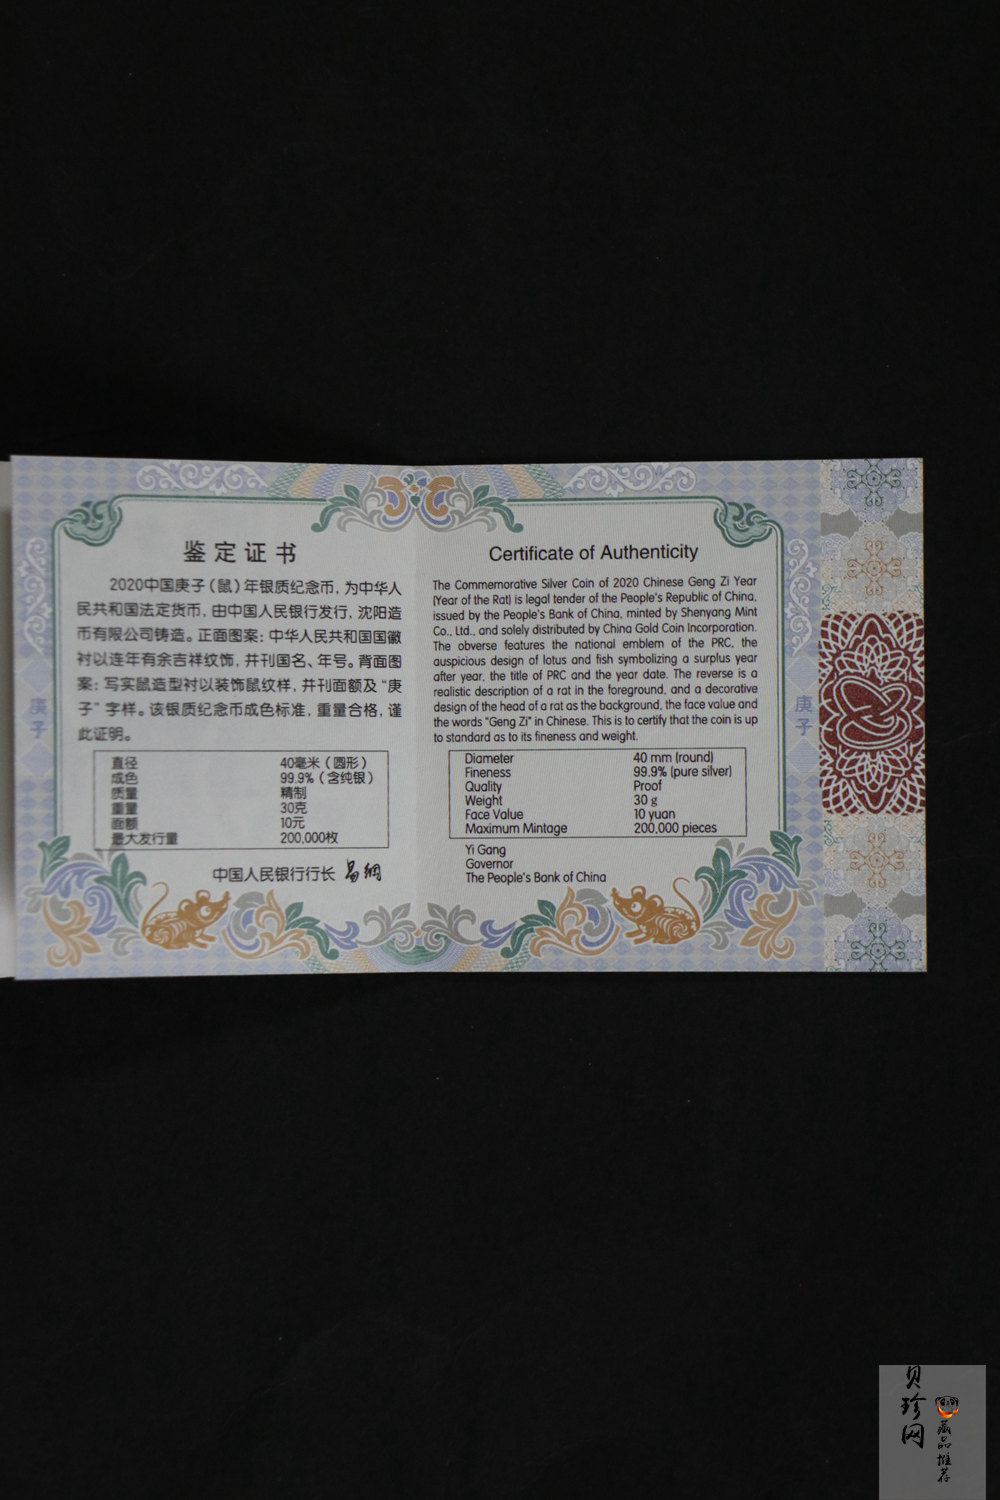 鉴定证书
2020中国庚子（鼠）年银质纪念币，为中华人
民共和国法定货币，由中国人民银行发行，沈阳造
币有限公司铸造。正面图案：中华人民共和国国徽
衬以连年有余吉祥纹饰，并刊国名、年号。背面图
案：写实鼠造型衬以装饰鼠纹样，并刊面额及“庚
子”字样。该银质纪念币成色标准，重量合格，谨
此证明。
直径 40毫米（圆形）
成色 99.9%（含纯银）
质量 精制
重量 30克
面额 10元
最大发行量 200,000枚
中国人民银行行长 易纲
庚子
Certificate of Authenticity
The Commemorative Silver Coin of 2020 Chinese Geng Zi Year
(Year of the Rat) is legal tender of the People's Republic of China,
issued by the People's Bank of China, minted by Shenyang Mint
Co., Ltd., and solely distributed by China Gold Coin Incorporation.
The obverse features the national emblem of the PRC, the
auspicious design of lotus and fish symbolizing a surplus year
after year, the title of PRC and the year date. The reverse is a
realistic description of a rat in the foreground, and a decorative
design of the head of a rat as the background, the face value and
the words "Geng Zi" in Chinese. This is to certify that the coin is up
to standard as to its fineness and weight.
Diameter 40 mm (round)
Fineness 99.9% (pure silver)
Quality Proof
Weight 30 g
Face Value 10 yuan
Maximum Mintage 200,000 pieces
Yi Gang
Governor
The People's Bank of China
庚子
贝珍网
藏品推荐